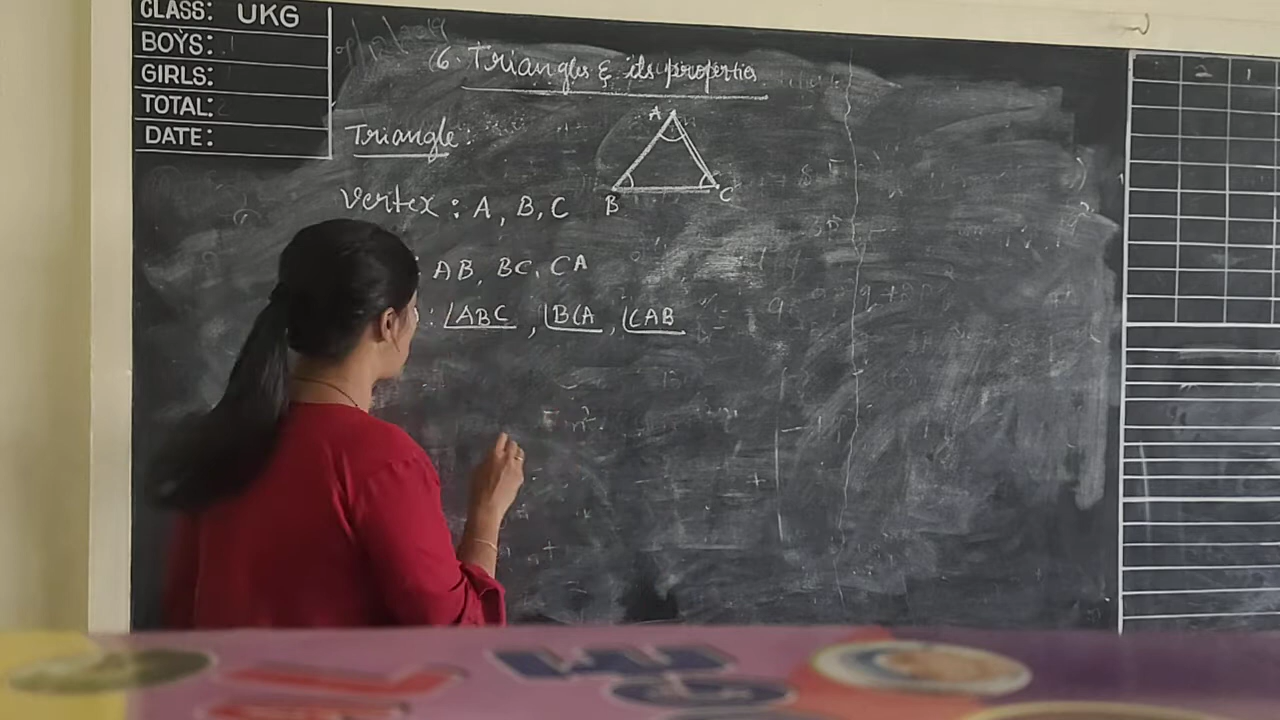 CLASS: UKG
BOYS:
GIRLS:
TOTAL:
DATE:
6. Triangles & its properties
Triangle:
A
B
C
Vertex: A, B, C
: AB, BC, CA
: ∠ABC, ∠BCA, ∠CAB
2 1